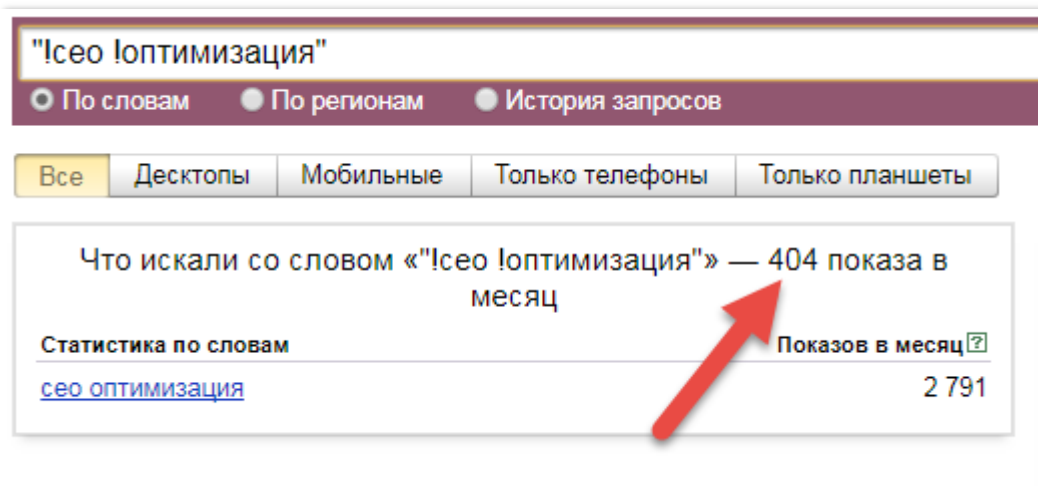 "!сео !оптимизация"
По словам По регионам История запросов
Все Десктопы Мобильные Только телефоны Только планшеты
Что искали со словом «"!сео !оптимизация"» — 404 показа в
месяц
Статистика по словам Показов в месяц ?
сео оптимизация 2 791